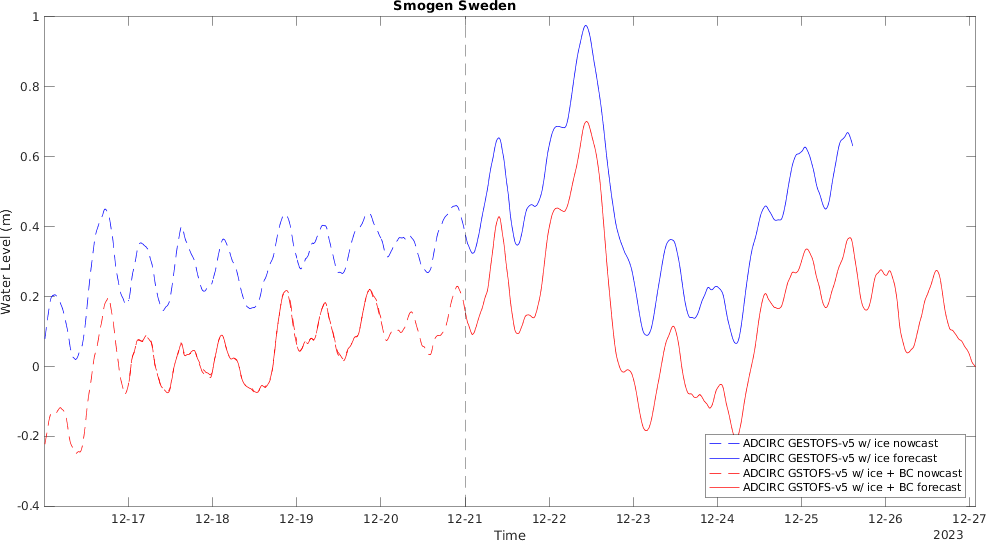 Smogen Sweden
1
0.8
0.6
0.4
0.2
0
-0.2
-0.4
Water Level (m)
12-17 12-18 12-19 12-20 12-21 12-22 12-23 12-24 12-25 12-26 12-27
Time
2023
ADCIRC GESTOFS-v5 w/ ice nowcast
ADCIRC GESTOFS-v5 w/ ice forecast
ADCIRC GSTOFS-v5 w/ ice + BC nowcast
ADCIRC GSTOFS-v5 w/ ice + BC forecast